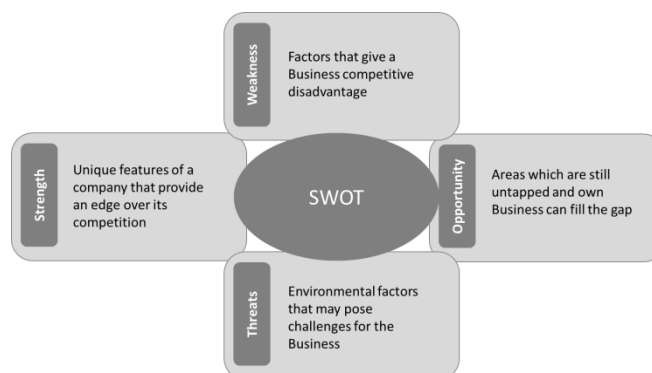 Weakness
Factors that give a
Business competitive
disadvantage
Strength
Unique features of a
company that provide
an edge over its
competition
SWOT
Opportunity
Areas which are still
untapped and own
Business can fill the gap
Threats
Environmental factors
that may pose
challenges for the
Business